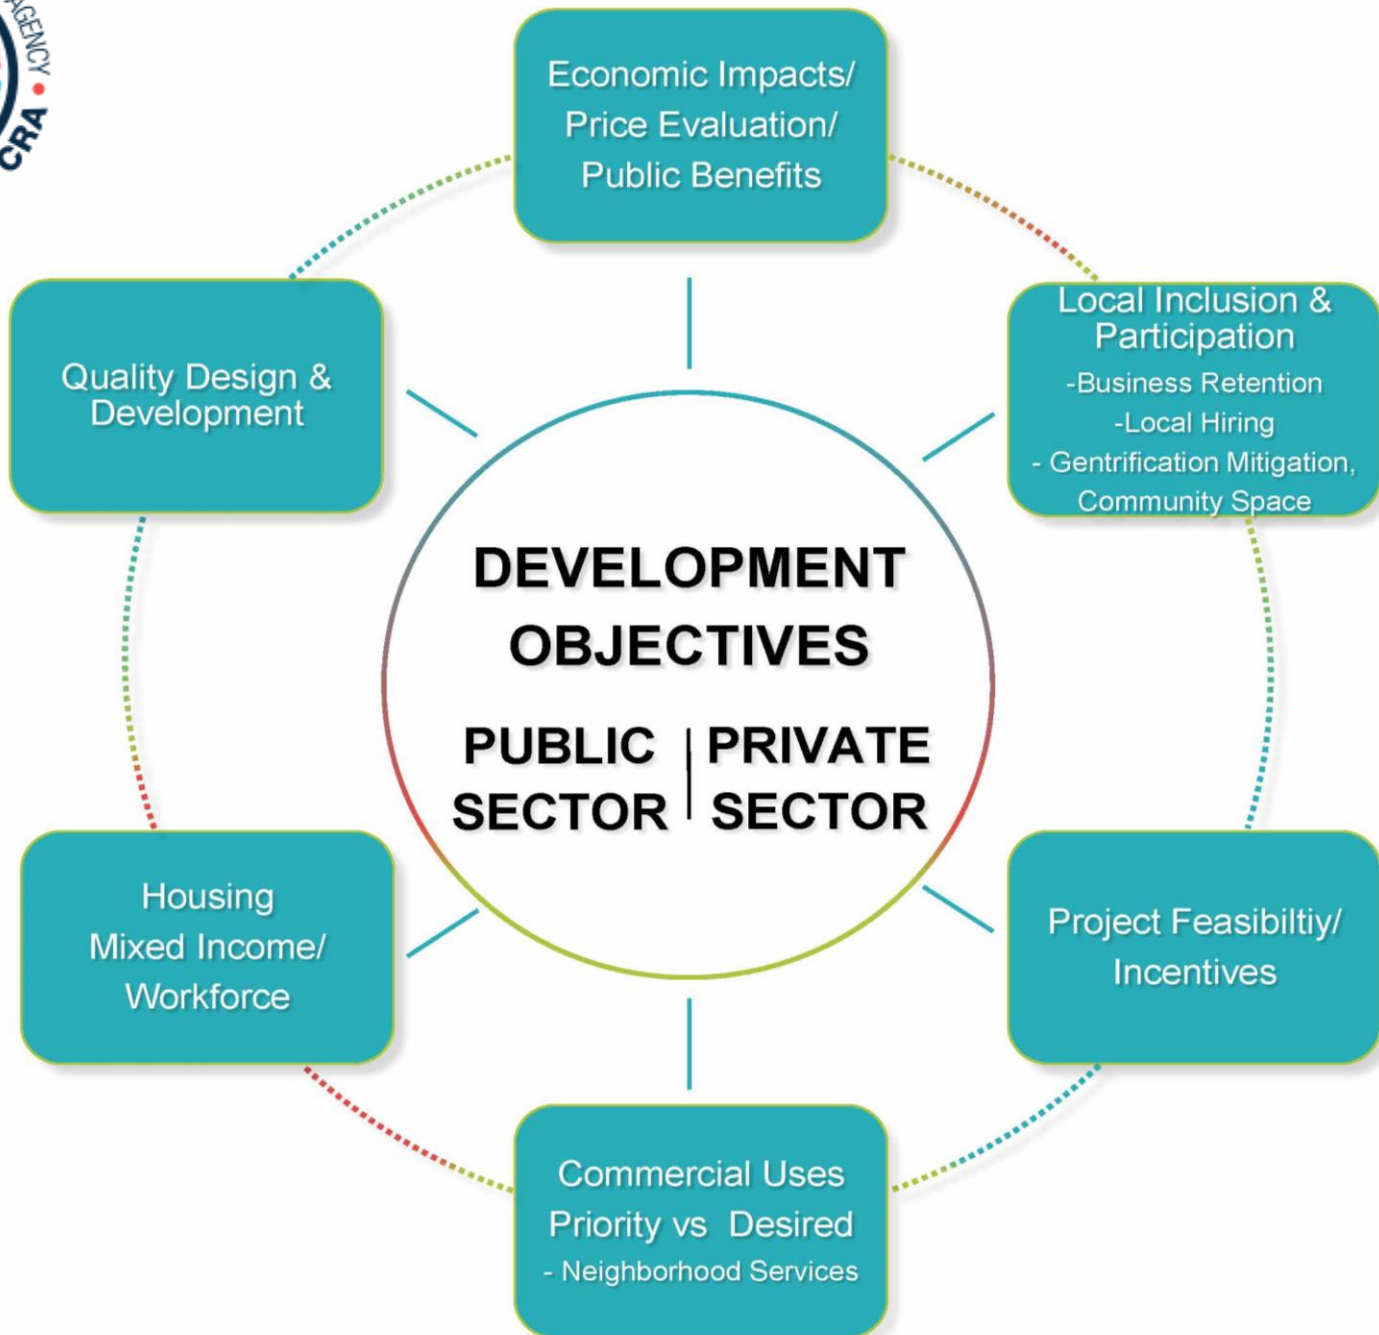 AGENCY
CRA
Economic Impacts/
Price Evaluation/
Public Benefits
Local Inclusion &
Participation
-Business Retention
-Local Hiring
- Gentrification Mitigation,
Community Space
Quality Design &
Development
DEVELOPMENT
OBJECTIVES
PUBLIC | PRIVATE
SECTOR | SECTOR
Housing
Mixed Income/
Workforce
Project Feasibiltiy/
Incentives
Commercial Uses
Priority vs Desired
- Neighborhood Services